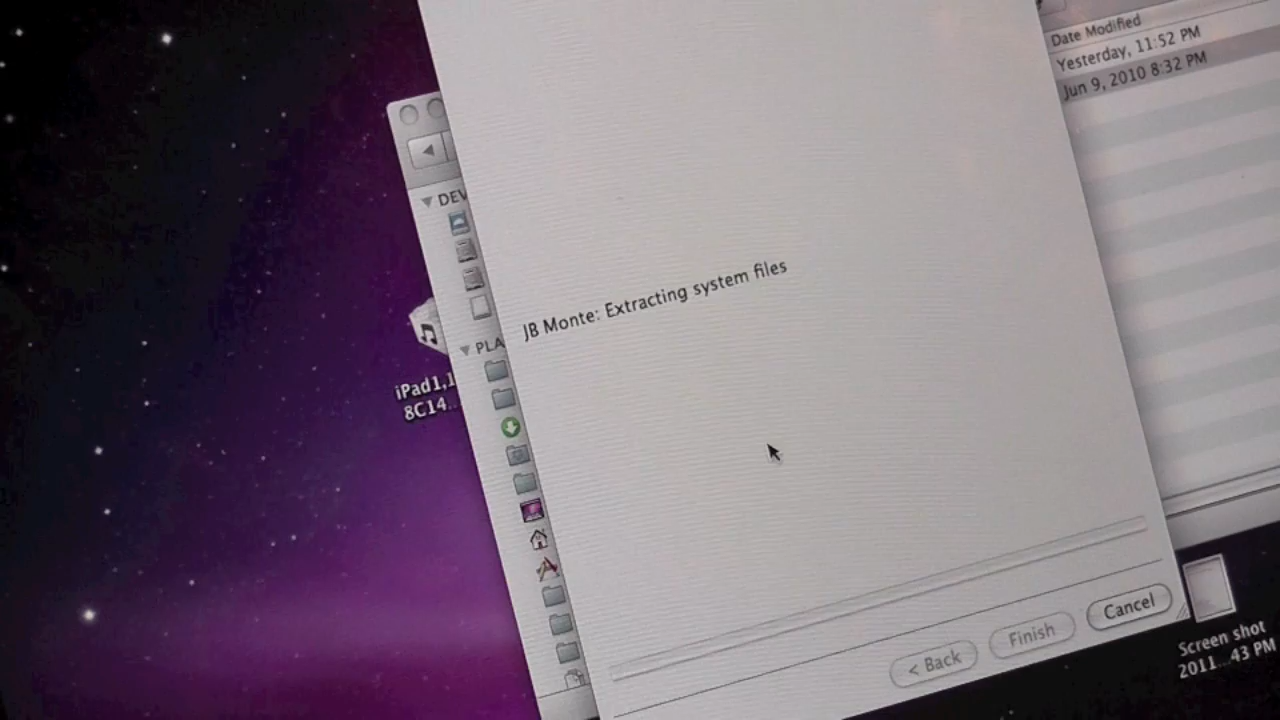 Date Modified
Yesterday, 11:52 PM
Jun 9, 2010 8:32 PM
DEV
JB Monte: Extracting system files
PLA
iPad1,1
8C14...
< Back
Finish
Cancel
Screen shot
2011...43 PM